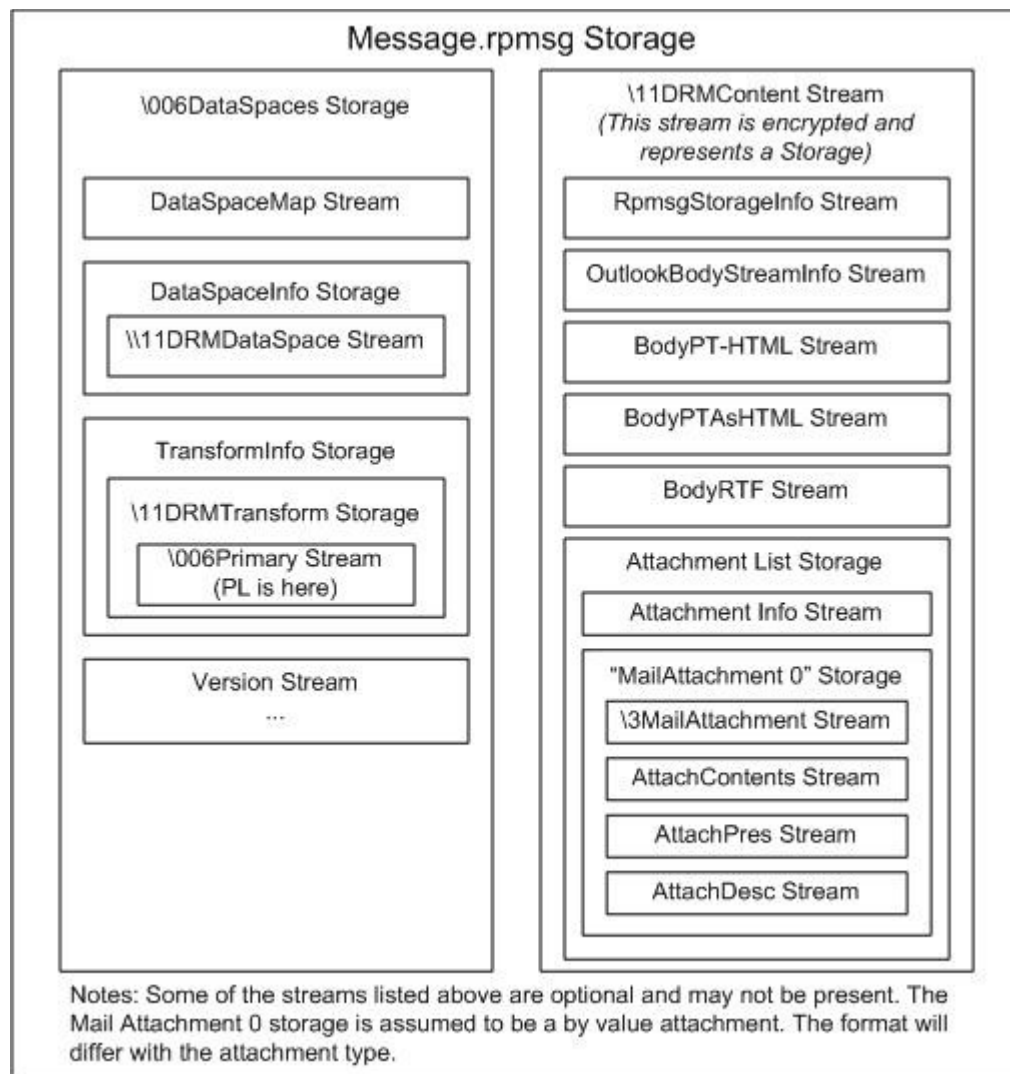 Message.rpmsg Storage
\006DataSpaces Storage
DataSpaceMap Stream
DataSpaceInfo Storage
\\11DRMDataSpace Stream
TransformInfo Storage
\11DRMTransform Storage
\006Primary Stream
(PL is here)
Version Stream
...
\11DRMContent Stream
(This stream is encrypted and
represents a Storage)
RpmsgStorageInfo Stream
OutlookBodyStreamInfo Stream
BodyPT-HTML Stream
BodyPTAsHTML Stream
BodyRTF Stream
Attachment List Storage
Attachment Info Stream
“MailAttachment 0” Storage
\3MailAttachment Stream
AttachContents Stream
AttachPres Stream
AttachDesc Stream
Notes: Some of the streams listed above are optional and may not be present. The
Mail Attachment 0 storage is assumed to be a by value attachment. The format will
differ with the attachment type.